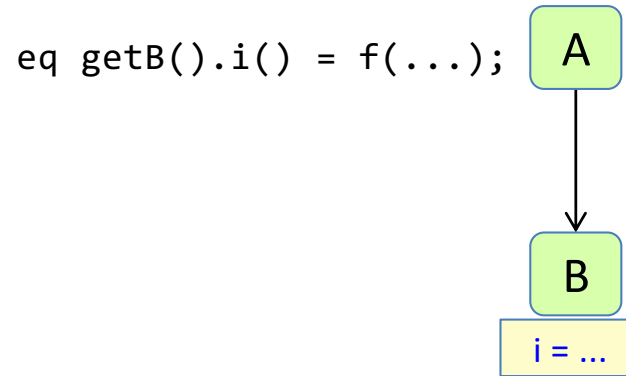 eq getB().i() = f(...);
A
B
i = ...